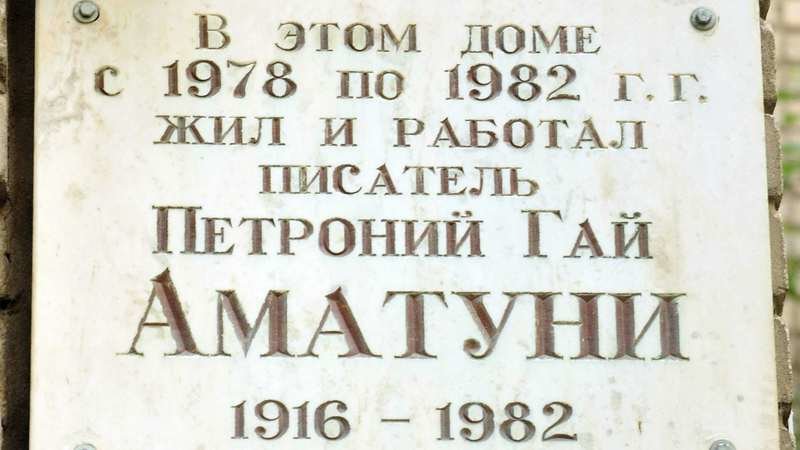 В ЭТОМ ДОМЕ
С 1978 ПО 1982 Г. Г.
ЖИЛ И РАБОТАЛ
ПИСАТЕЛЬ
ПЕТРОНИЙ ГАЙ
АМАТУНИ
1916 – 1982